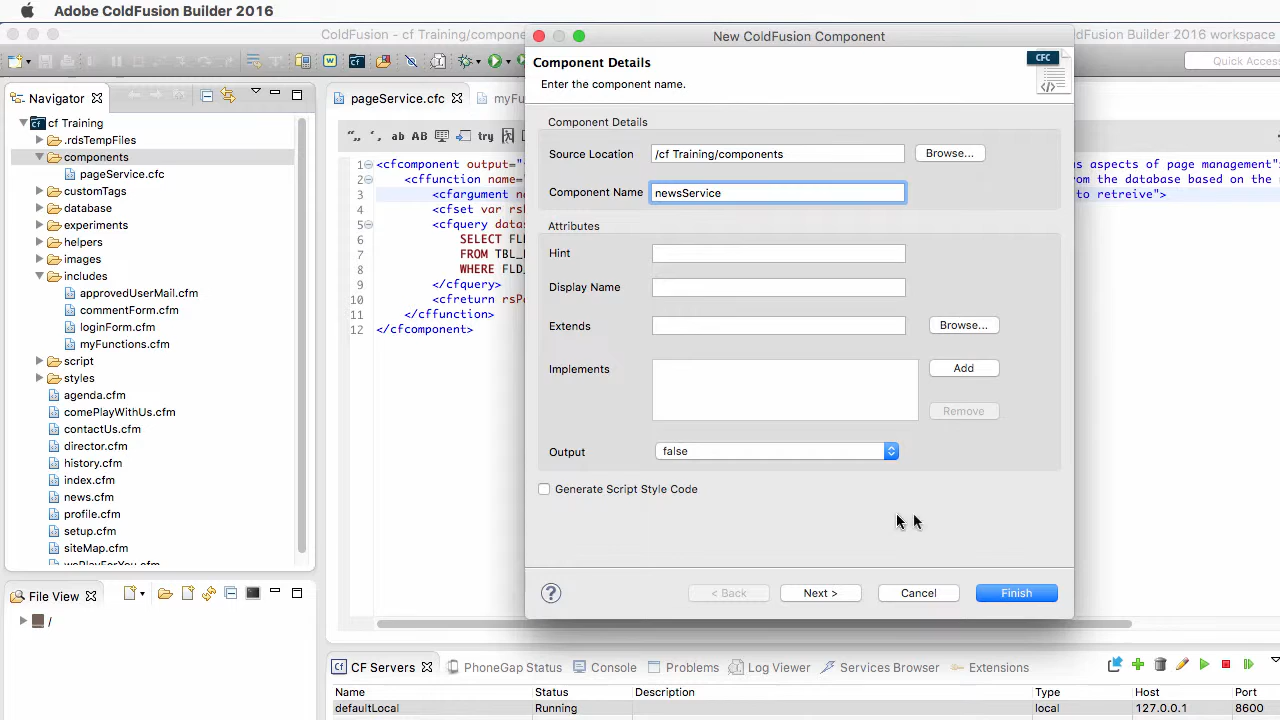 Adobe ColdFusion Builder 2016
ColdFusion - cf Training/compone
New ColdFusion Component
Fusion Builder 2016 workspace
Quick Access
Component Details
Enter the component name.
CFC
Navigator
cf Training
.rdsTempFiles
components
pageService.cfc
customTags
database
experiments
helpers
images
includes
approvedUserMail.cfm
commentForm.cfm
loginForm.cfm
myFunctions.cfm
script
styles
agenda.cfm
comePlayWithUs.cfm
contactUs.cfm
director.cfm
history.cfm
index.cfm
news.cfm
profile.cfm
setup.cfm
siteMap.cfm
pageService.cfc
myFu
ab AB try
1 <cfcomponent output="
2 <cffunction name="
3 <cfargument n
4 <cfset var rsP
5 <cfquery datas
6 SELECT FL
7 FROM TBL_
8 WHERE FLD_
9 </cfquery>
10 <cfreturn rsP
11 </cffunction>
12 </cfcomponent>
s aspects of page management"
om the database based on the
to retreive">
Component Details
Source Location /cf Training/components Browse...
Component Name newsService
Attributes
Hint
Display Name
Extends Browse...
Implements Add
Remove
Output false
Generate Script Style Code
< Back Next > Cancel Finish
File View
/
CF Servers PhoneGap Status Console Problems Log Viewer Services Browser Extensions
Name Status Description Type Host Port
defaultLocal Running local 127.0.0.1 8600